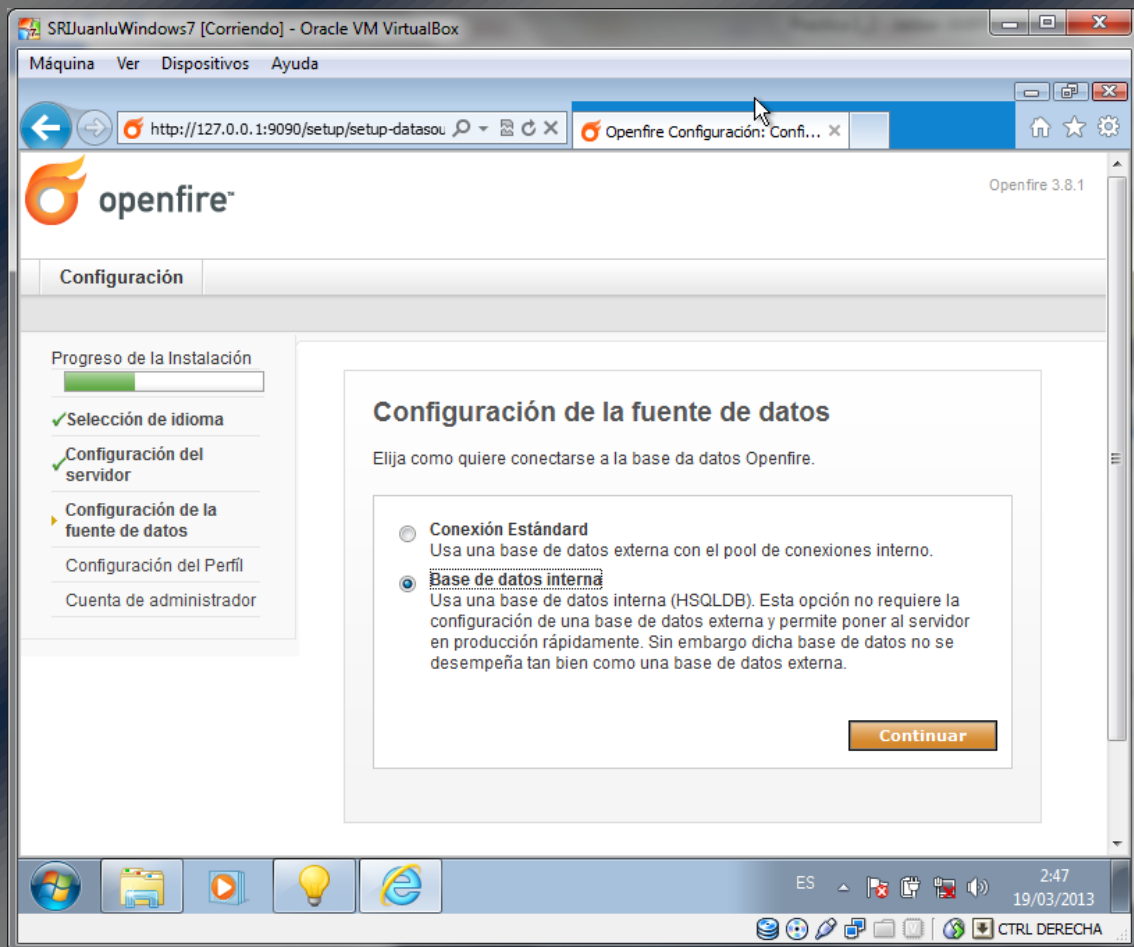 SRIJuanluWindows7 [Corriendo] - Oracle VM VirtualBox
Máquina Ver Dispositivos Ayuda
http://127.0.0.1:9090/setup/setup-datasou
Openfire Configuración: Confi...
openfire™
Openfire 3.8.1
Configuración
Progreso de la Instalación
Selección de idioma
Configuración del
servidor
Configuración de la
fuente de datos
Configuración del Perfíl
Cuenta de administrador
Configuración de la fuente de datos
Elija como quiere conectarse a la base da datos Openfire.
Conexión Estándard
Usa una base de datos externa con el pool de conexiones interno.
Base de datos interna
Usa una base de datos interna (HSQLDB). Esta opción no requiere la
configuración de una base de datos externa y permite poner al servidor
en producción rápidamente. Sin embargo dicha base de datos no se
desempeña tan bien como una base de datos externa.
Continuar
ES
2:47
19/03/2013
CTRL DERECHA